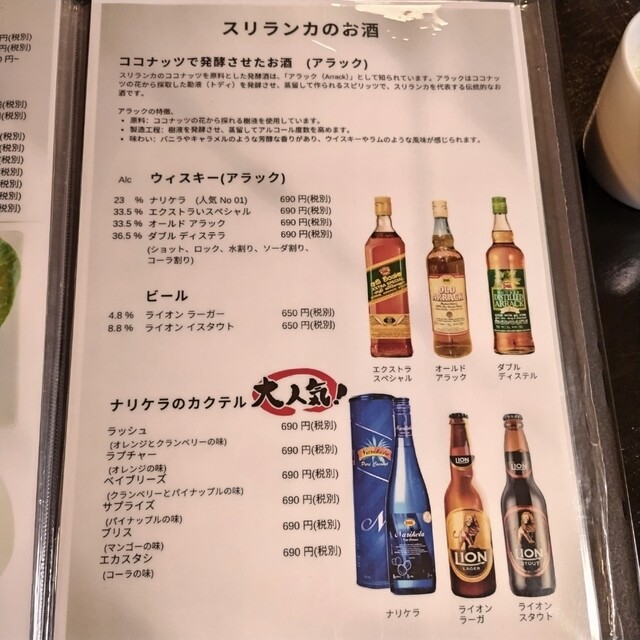 スリランカのお酒
ココナッツで発酵させたお酒　(アラック)
スリランカのココナッツを原料とした発酵酒は、「アラック（Arrack）」として知られています。アラックはココナッツ
の花から採取した樹液（トディ）を発酵させ、蒸留して作られるスピリッツで、スリランカを代表する伝統的なお
酒です。
アラックの特徴、
• 原料：ココナッツの花から採れる樹液を使用しています。
• 製造工程：樹液を発酵させ、蒸留してアルコール度数を高めます。
• 味わい：バニラやキャラメルのような芳醇な香りがあり、ウイスキーやラムのような風味が感じられます。
Alc ウィスキー(アラック)
23 % ナリケラ (人気 No 01) 690 円(税別)
33.5 % エクストラいスペシャル 690 円(税別)
33.5 % オールド アラック 690 円(税別)
36.5 % ダブル ディステラ 690 円(税別)
(ショット、ロック、水割り、ソーダ割り、
コーラ割り)
ビール
4.8 % ライオン ラーガー 650 円(税別)
8.8 % ライオン イスタウト 650 円(税別)
エクストラ
スペシャル
オールド
アラック
ダブル
ディステル
OLD
ARRACK
DISTILLED
ARRACK
ナリケラのカクテル 大人気!
ラッシュ 690 円(税別)
(オレンジとクランベリーの味)
ラプチャー 690 円(税別)
(オレンジの味)
ベイブリーズ 690 円(税別)
(クランベリーとパイナップルの味)
サプライズ 690 円(税別)
(パイナップルの味)
ブリス 690 円(税別)
(マンゴーの味)
エカスタシ 690 円(税別)
(コーラの味)
Narikela
Narikela
LION
LION
LION
LAGER
LION
STOUT
ナリケラ
ライオン
ラーガ
ライオン
スタウト